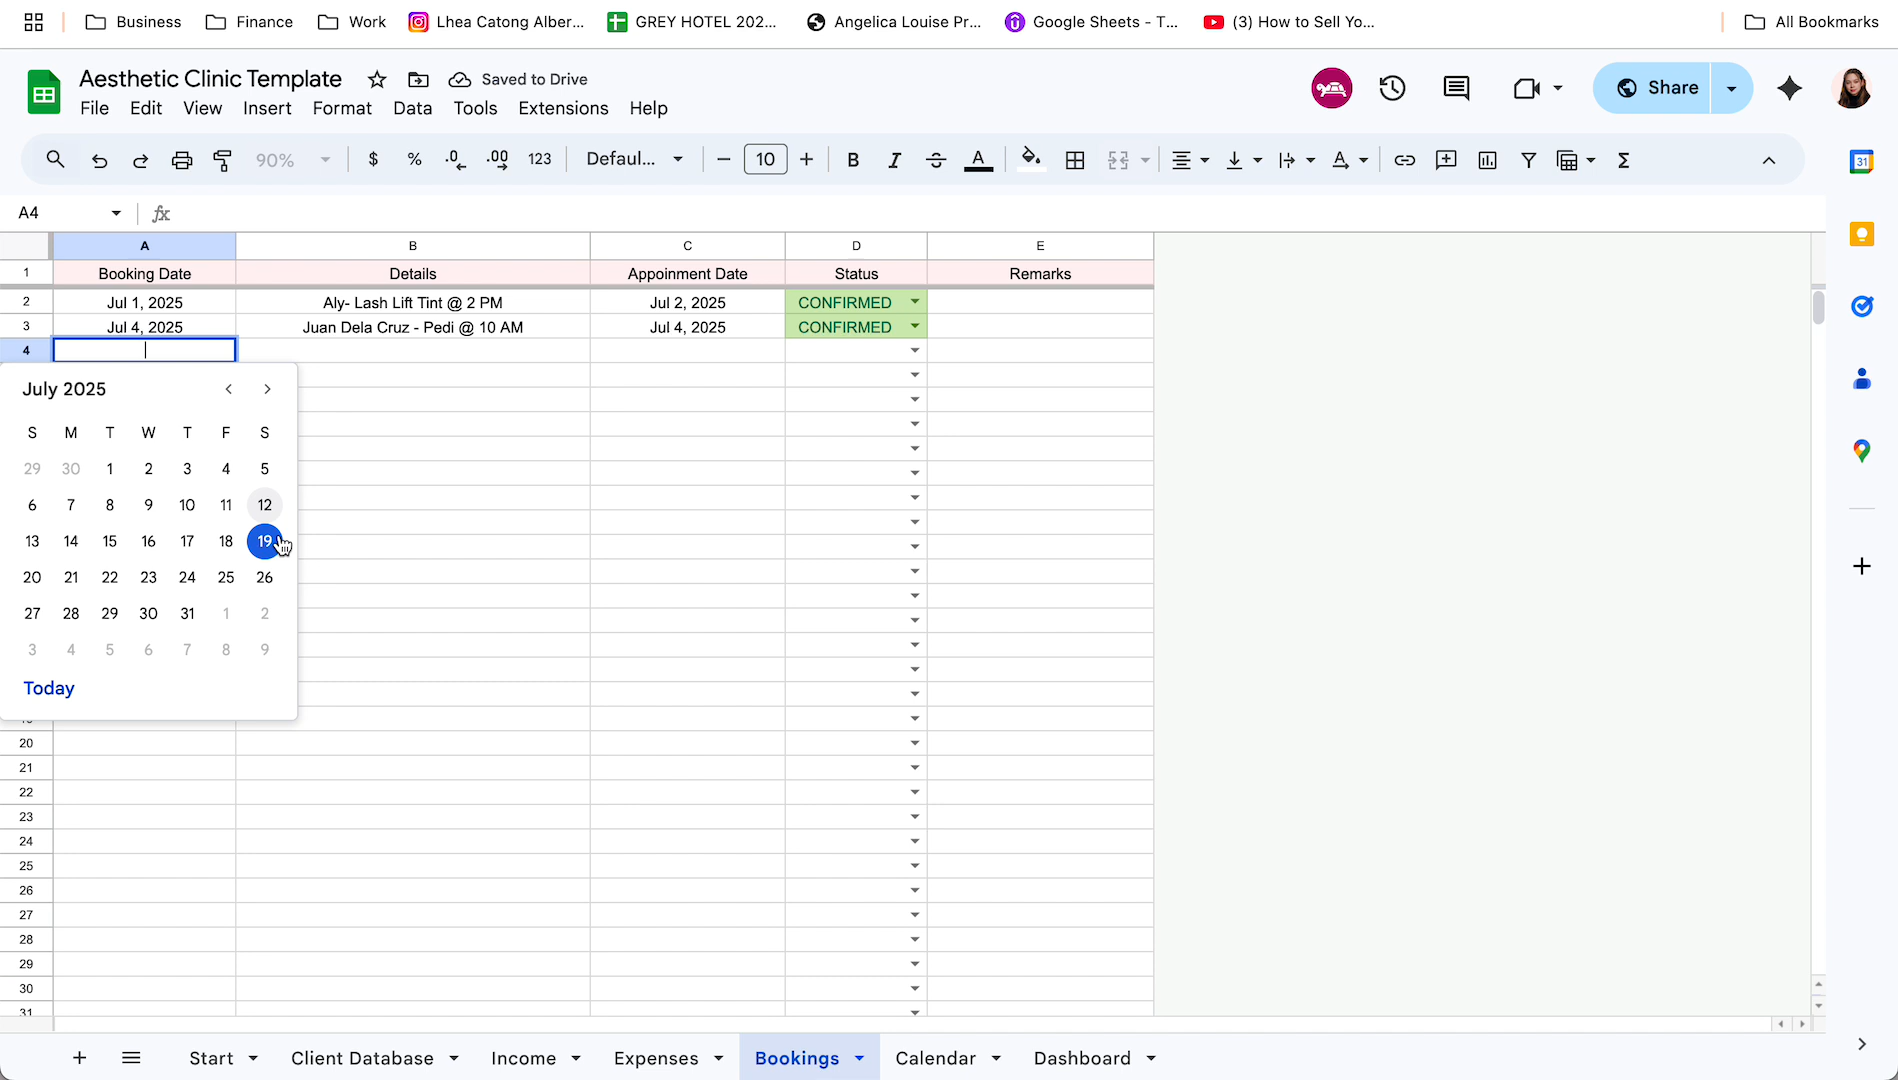 Business Finance Work Lhea Catong Alber... GREY HOTEL 202... Angelica Louise Pr... Google Sheets - T... (3) How to Sell Yo... All Bookmarks
Aesthetic Clinic Template Saved to Drive
File Edit View Insert Format Data Tools Extensions Help
Share
90% $ % .0 .00 123 Defaul... 10 B I S A A Σ
31
A4 fx
A B C D E
1 Booking Date Details Appoinment Date Status Remarks
2 Jul 1, 2025 Aly- Lash Lift Tint @ 2 PM Jul 2, 2025 CONFIRMED
3 Jul 4, 2025 Juan Dela Cruz - Pedi @ 10 AM Jul 4, 2025 CONFIRMED
4
July 2025
S M T W T F S
29 30 1 2 3 4 5
6 7 8 9 10 11 12
13 14 15 16 17 18 19
20 21 22 23 24 25 26
27 28 29 30 31 1 2
3 4 5 6 7 8 9
Today
20
21
22
23
24
25
26
27
28
29
30
31
Start Client Database Income Expenses Bookings Calendar Dashboard